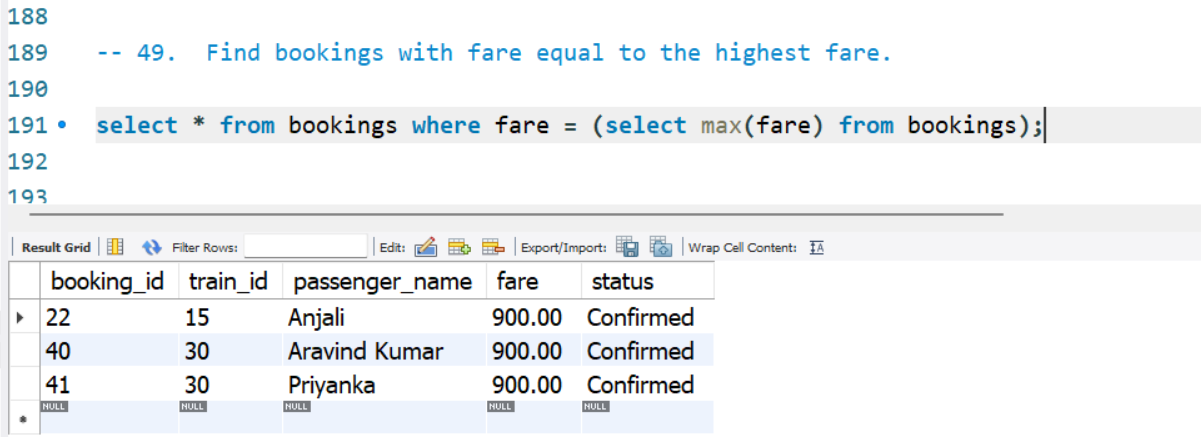 188
189 -- 49.  Find bookings with fare equal to the highest fare.
190
191 select * from bookings where fare = (select max(fare) from bookings);
192
193
Result Grid Filter Rows: Edit: Export/Import: Wrap Cell Content: IA
booking_id train_id passenger_name fare status
22 15 Anjali 900.00 Confirmed
40 30 Aravind Kumar 900.00 Confirmed
41 30 Priyanka 900.00 Confirmed
NULL NULL NULL NULL NULL